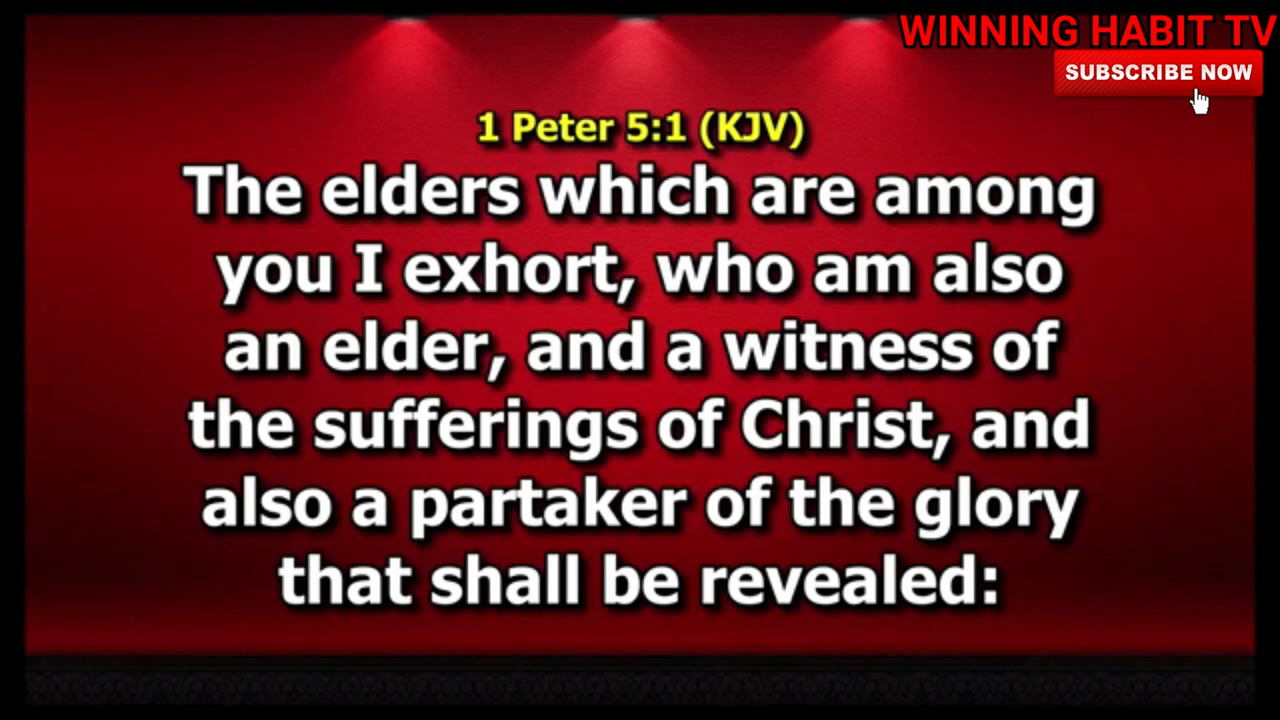 WINNING HABIT TV
SUBSCRIBE NOW
1 Peter 5:1 (KJV)
The elders which are among
you I exhort, who am also
an elder, and a witness of
the sufferings of Christ, and
also a partaker of the glory
that shall be revealed: